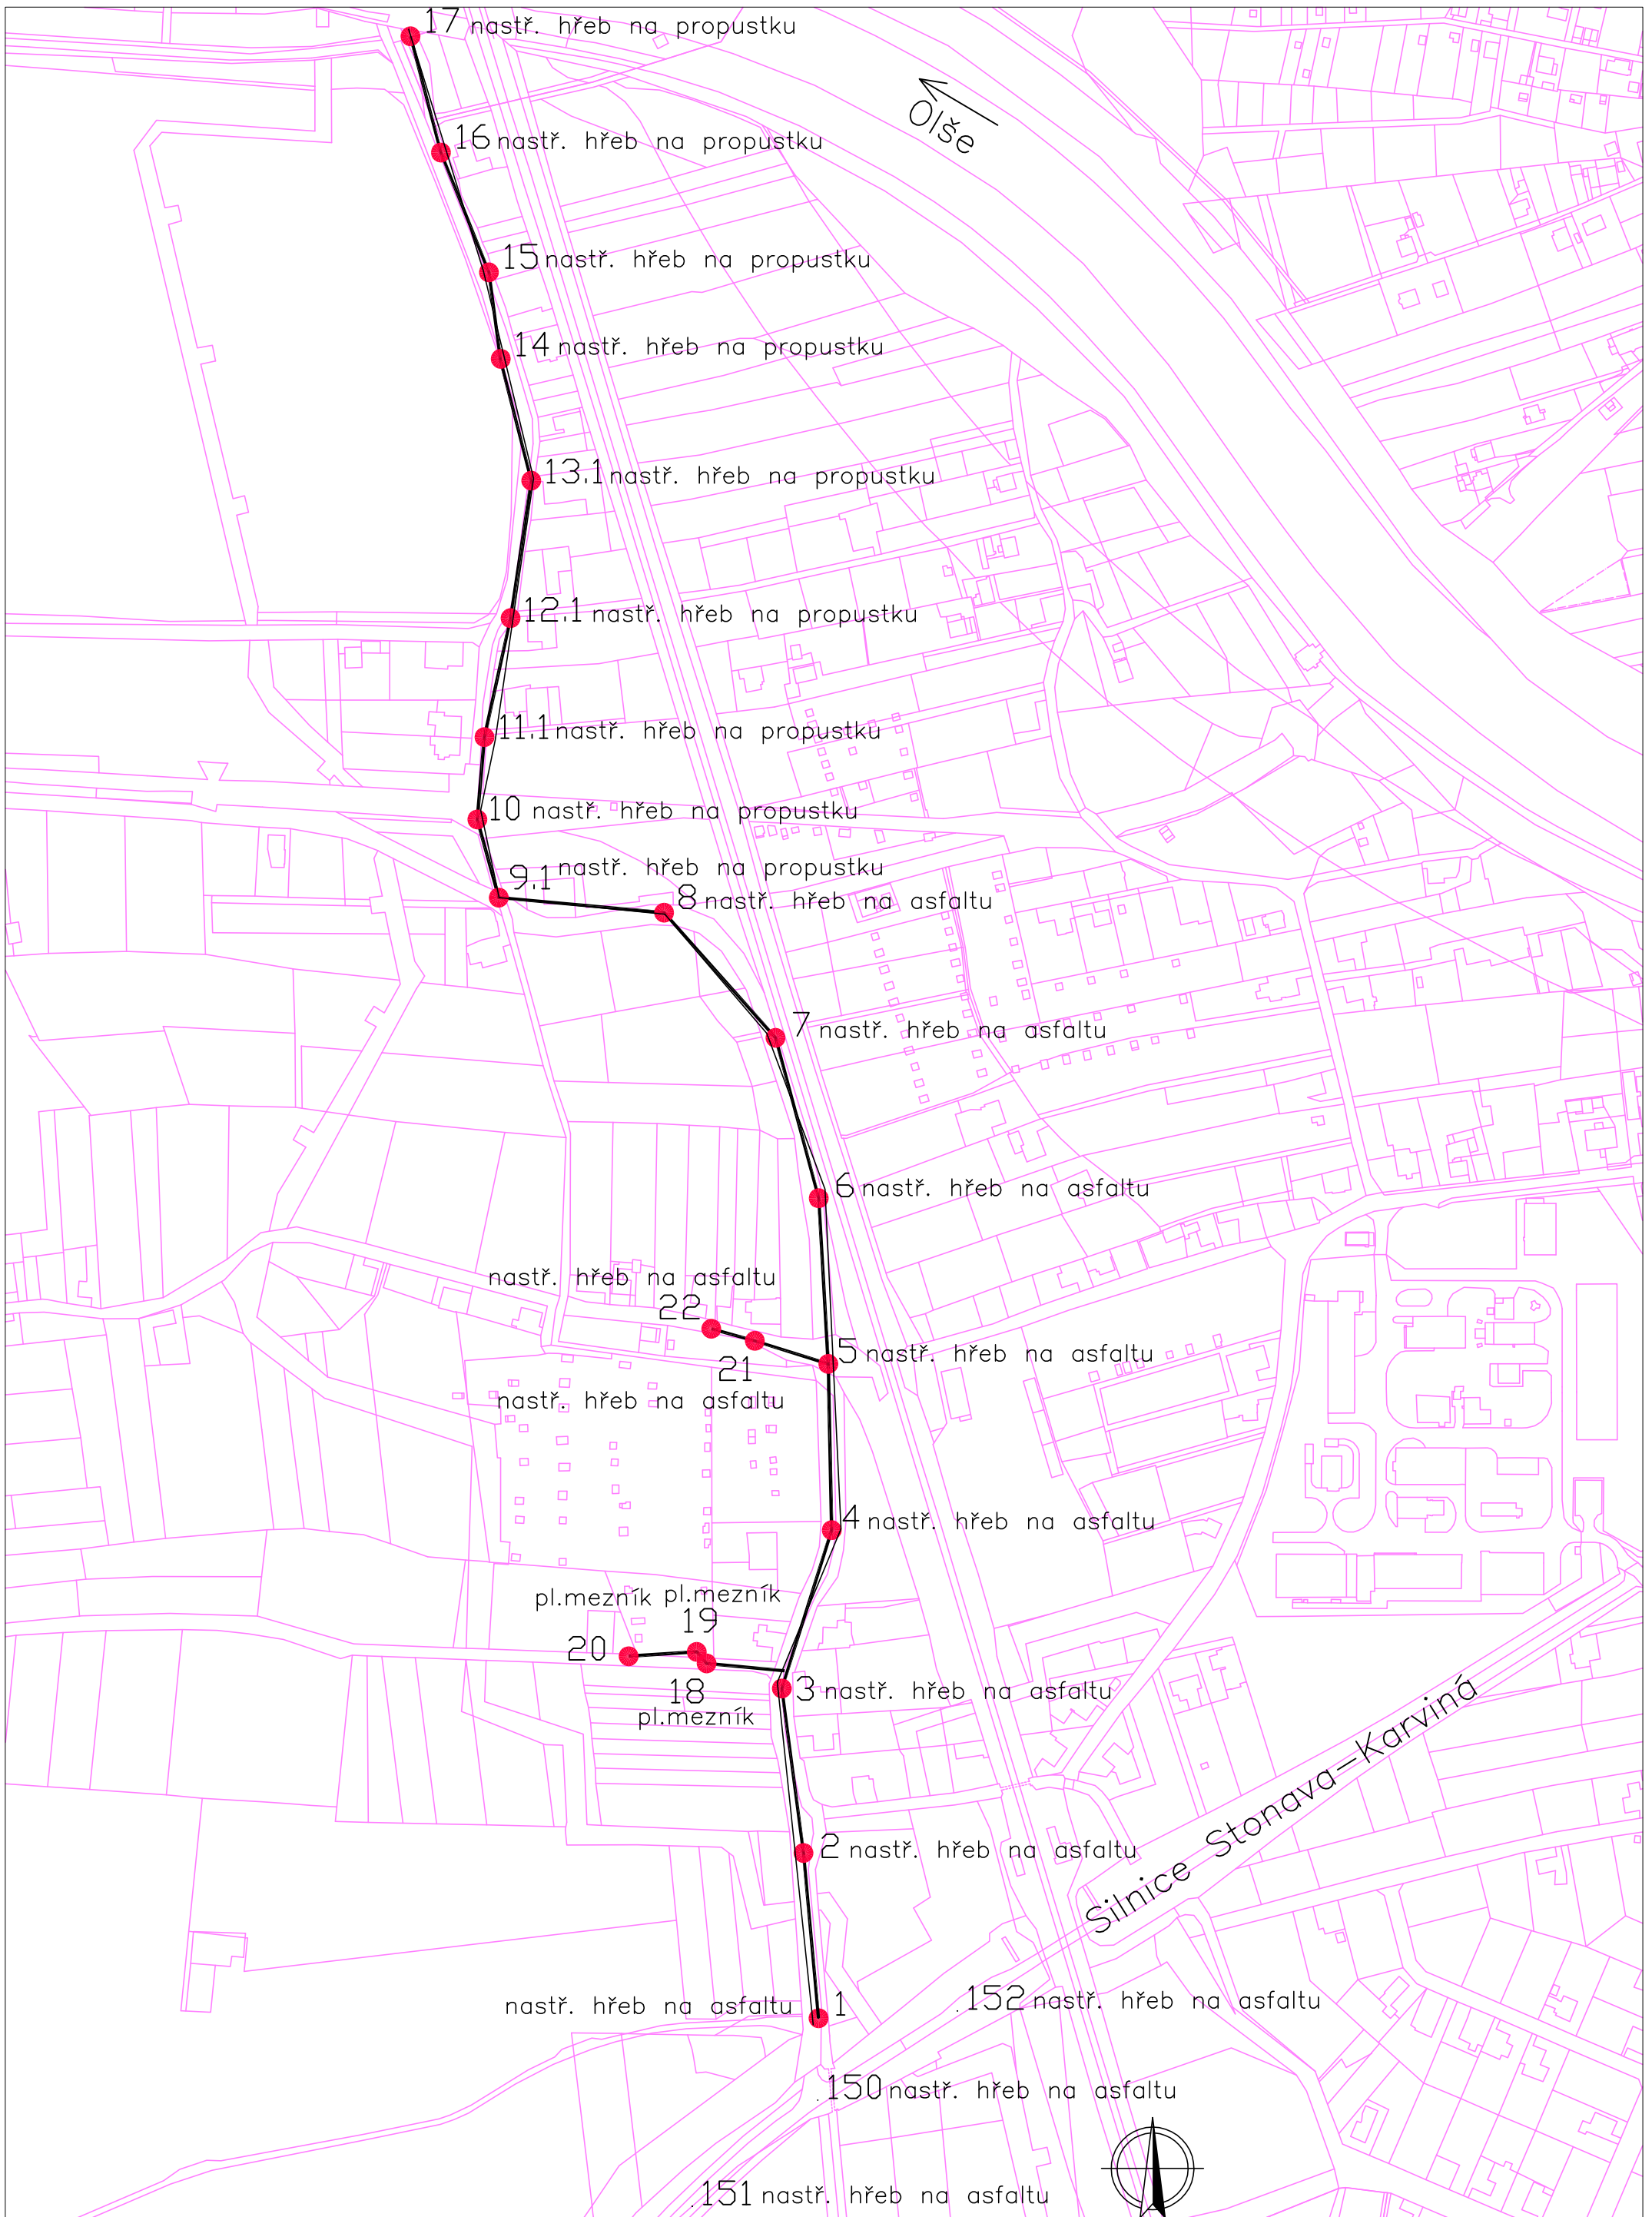 17 nastř. hřeb na propustku
Olše
16 nastř. hřeb na propustku
15 nastř. hřeb na propustku
14 nastř. hřeb na propustku
13.1 nastř. hřeb na propustku
12.1 nastř. hřeb na propustku
11.1 nastř. hřeb na propustku
10 nastř. hřeb na propustku
9.1 nastř. hřeb na propustku
8 nastř. hřeb na asfaltu
7 nastř. hřeb na asfaltu
6 nastř. hřeb na asfaltu
nastř. hřeb na asfaltu
22
5 nastř. hřeb na asfaltu
21
nastř. hřeb na asfaltu
4 nastř. hřeb na asfaltu
pl.mezník
pl.mezník
19
20
18
pl.mezník
3 nastř. hřeb na asfaltu
Silnice Stonava-Karviná
2 nastř. hřeb na asfaltu
nastř. hřeb na asfaltu 1
.152 nastř. hřeb na asfaltu
.150 nastř. hřeb na asfaltu
.151 nastř. hřeb na asfaltu